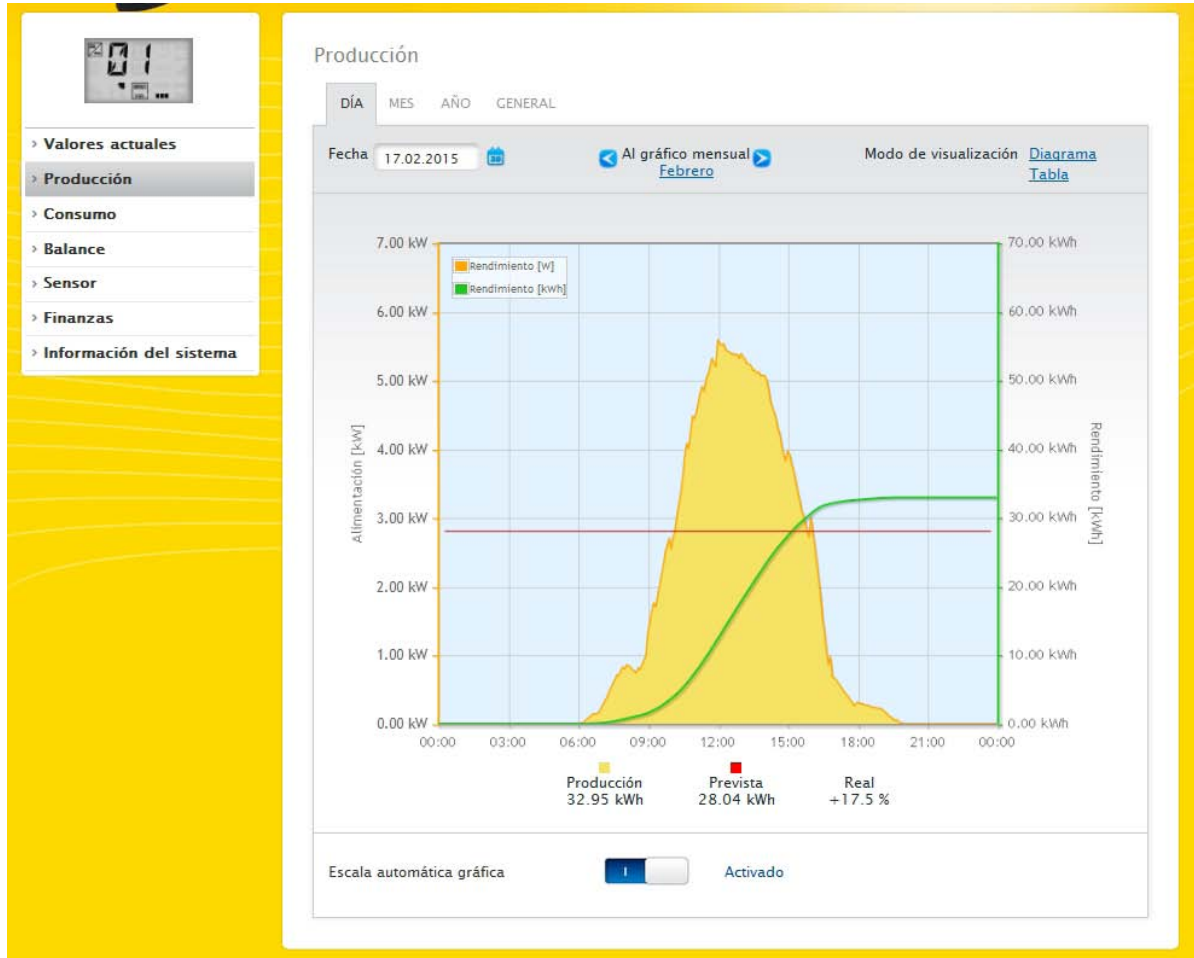 01
Valores actuales
Producción
Consumo
Balance
Sensor
Finanzas
Información del sistema
Producción
DÍA MES AÑO GENERAL
Fecha 17.02.2015 Al gráfico mensual Modo de visualización Diagrama
Febrero Tabla
7.00 kW 70.00 kWh
Rendimiento [W]
Rendimiento [kWh]
6.00 kW 60.00 kWh
5.00 kW 50.00 kWh
4.00 kW 40.00 kWh
3.00 kW 30.00 kWh
2.00 kW 20.00 kWh
1.00 kW 10.00 kWh
0.00 kW 0.00 kWh
Alimentación [kW]
Rendimiento [kWh]
00:00 03:00 06:00 09:00 12:00 15:00 18:00 21:00 00:00
Producción Prevista Real
32.95 kWh 28.04 kWh +17.5 %
Escala automática gráfica I Activado